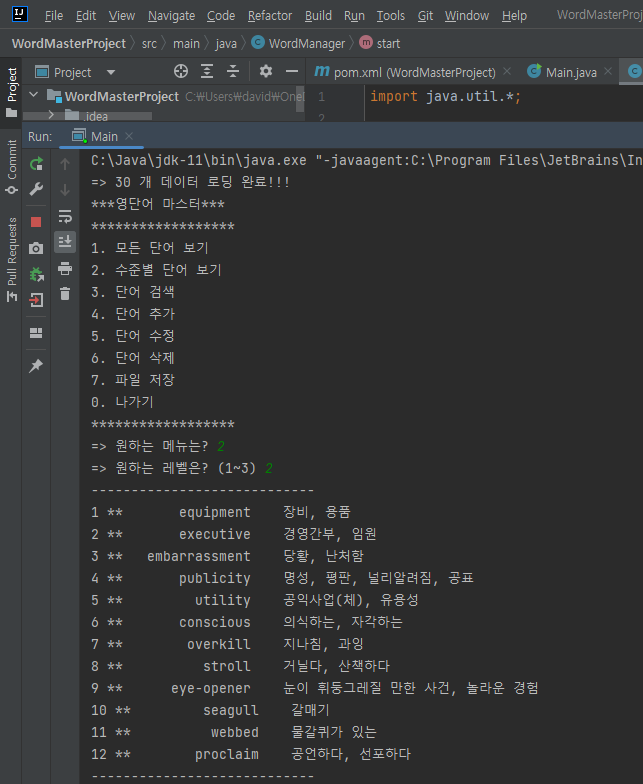 File Edit View Navigate Code Refactor Build Run Tools Git Window Help WordMasterProj
WordMasterProject src main java WordManager start
Project pom.xml (WordMasterProject) Main.java
WordMasterProject C:₩Users₩david₩One
.idea
1 import java.util.*;
2
Project
Commit
Pull Requests
Run: Main
C:\Java\jdk-11\bin\java.exe "-javaagent:C:\Program Files\JetBrains\In
=> 30 개 데이터 로딩 완료!!!
***영단어 마스터***
******************
1. 모든 단어 보기
2. 수준별 단어 보기
3. 단어 검색
4. 단어 추가
5. 단어 수정
6. 단어 삭제
7. 파일 저장
0. 나가기
******************
=> 원하는 메뉴는? 2
=> 원하는 레벨은? (1~3) 2
----------------------------
1 ** equipment 장비, 용품
2 ** executive 경영간부, 임원
3 ** embarrassment 당황, 난처함
4 ** publicity 명성, 평판, 널리알려짐, 공표
5 ** utility 공익사업(체), 유용성
6 ** conscious 의식하는, 자각하는
7 ** overkill 지나침, 과잉
8 ** stroll 거닐다, 산책하다
9 ** eye-opener 눈이 휘둥그레질 만한 사건, 놀라운 경험
10 ** seagull 갈매기
11 ** webbed 물갈퀴가 있는
12 ** proclaim 공언하다, 선포하다
----------------------------